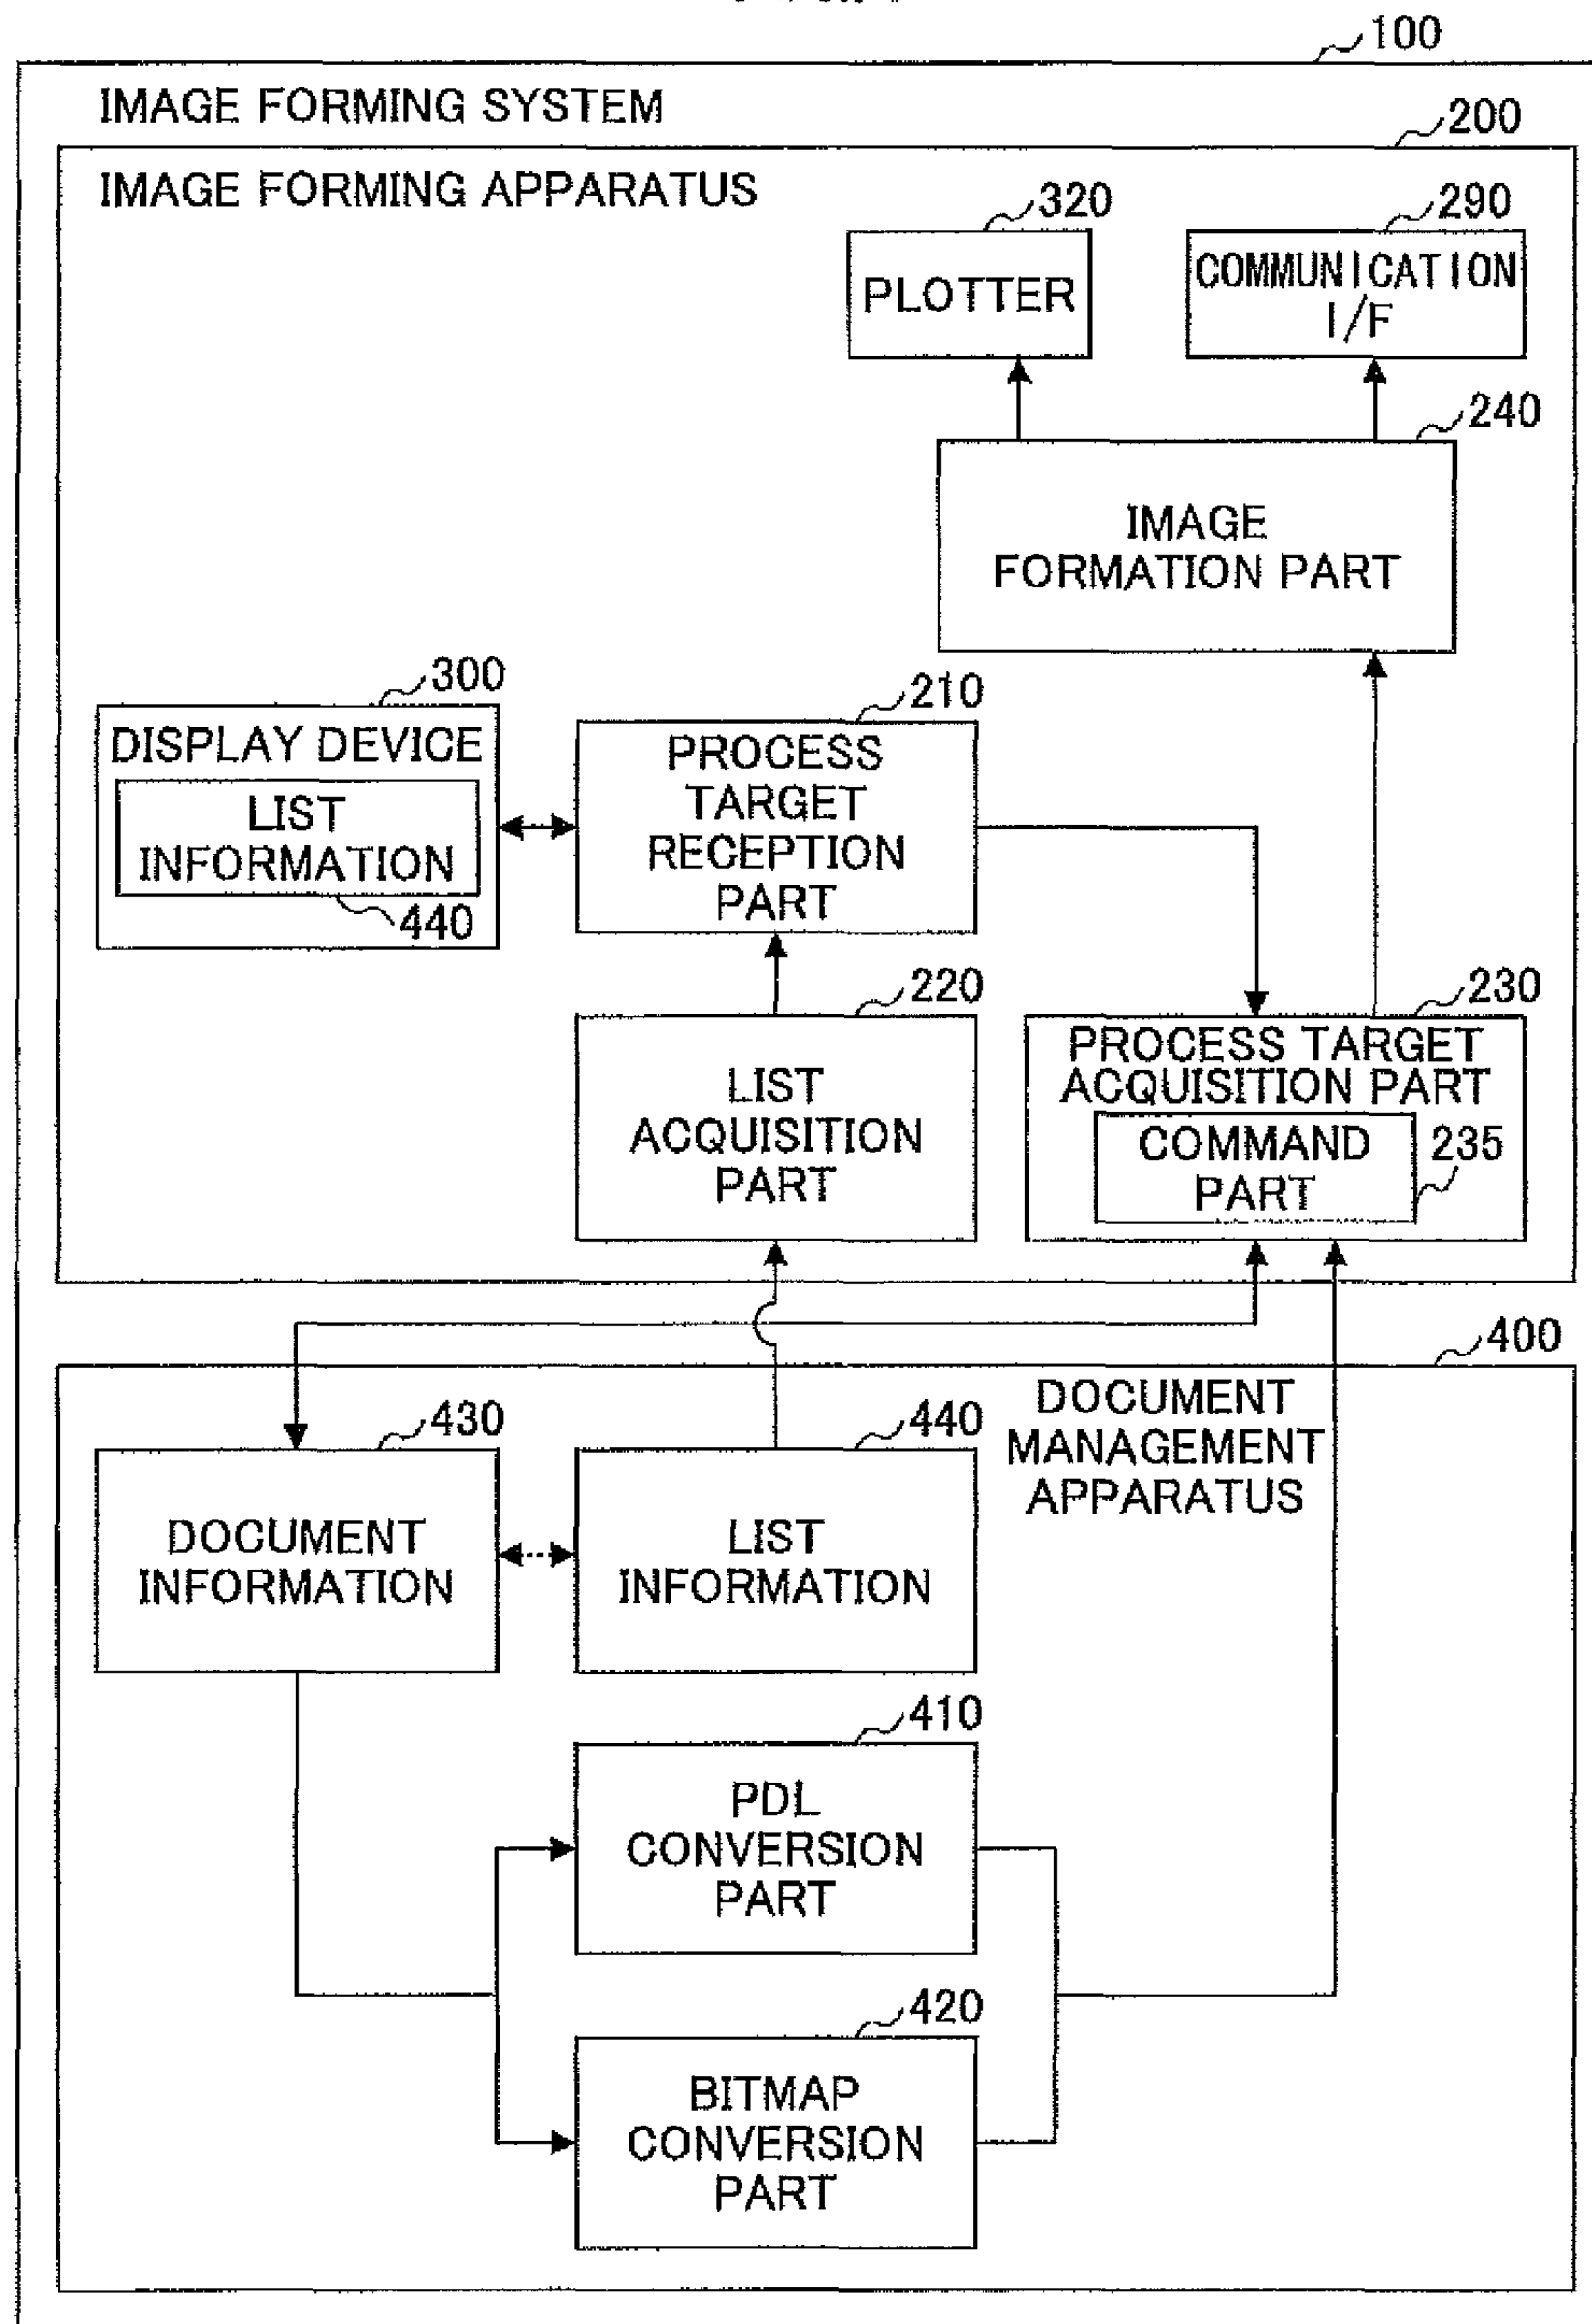 100
IMAGE FORMING SYSTEM
200
IMAGE FORMING APPARATUS
320
PLOTTER
290
COMMUNICATION
I/F
240
IMAGE
FORMATION PART
300
DISPLAY DEVICE
LIST
INFORMATION
440
210
PROCESS
TARGET
RECEPTION
PART
220
LIST
ACQUISITION
PART
230
PROCESS TARGET
ACQUISITION PART
COMMAND
PART
235
400
DOCUMENT
MANAGEMENT
APPARATUS
430
DOCUMENT
INFORMATION
440
LIST
INFORMATION
410
PDL
CONVERSION
PART
420
BITMAP
CONVERSION
PART